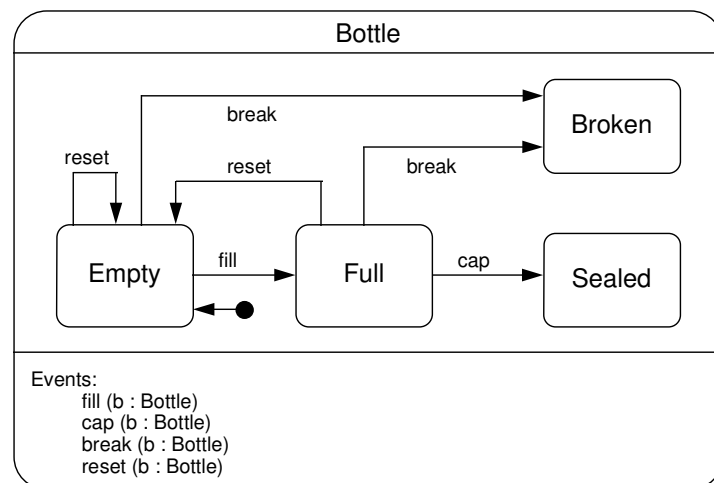 Bottle
break
Broken
reset
reset
break
Empty
fill
Full
cap
Sealed
Events:
fill (b : Bottle)
cap (b : Bottle)
break (b : Bottle)
reset (b : Bottle)